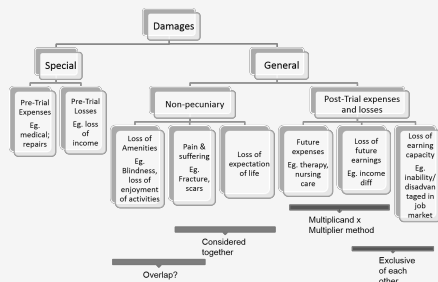 Damages
Special
General
Pre-Trial
Expenses
Eg.
medical;
repairs
Pre-Trial
Losses
Eg. loss
of
income
Non-pecuniary
Post-Trial expenses
and losses
Loss of
Amenities
Eg.
Blindness,
loss of
enjoyment
of activities
Pain &
suffering
Eg.
Fracture,
scars
Loss of
expectation
of life
Future
expenses
Eg. therapy,
nursing
care
Loss of
future
earnings
Eg. income
diff
Loss of
earning
capacity
Eg.
inability/
disadvan
taged in
job
market
Multiplicand x
Multiplier method
Considered
together
Overlap?
Exclusive
of each
other